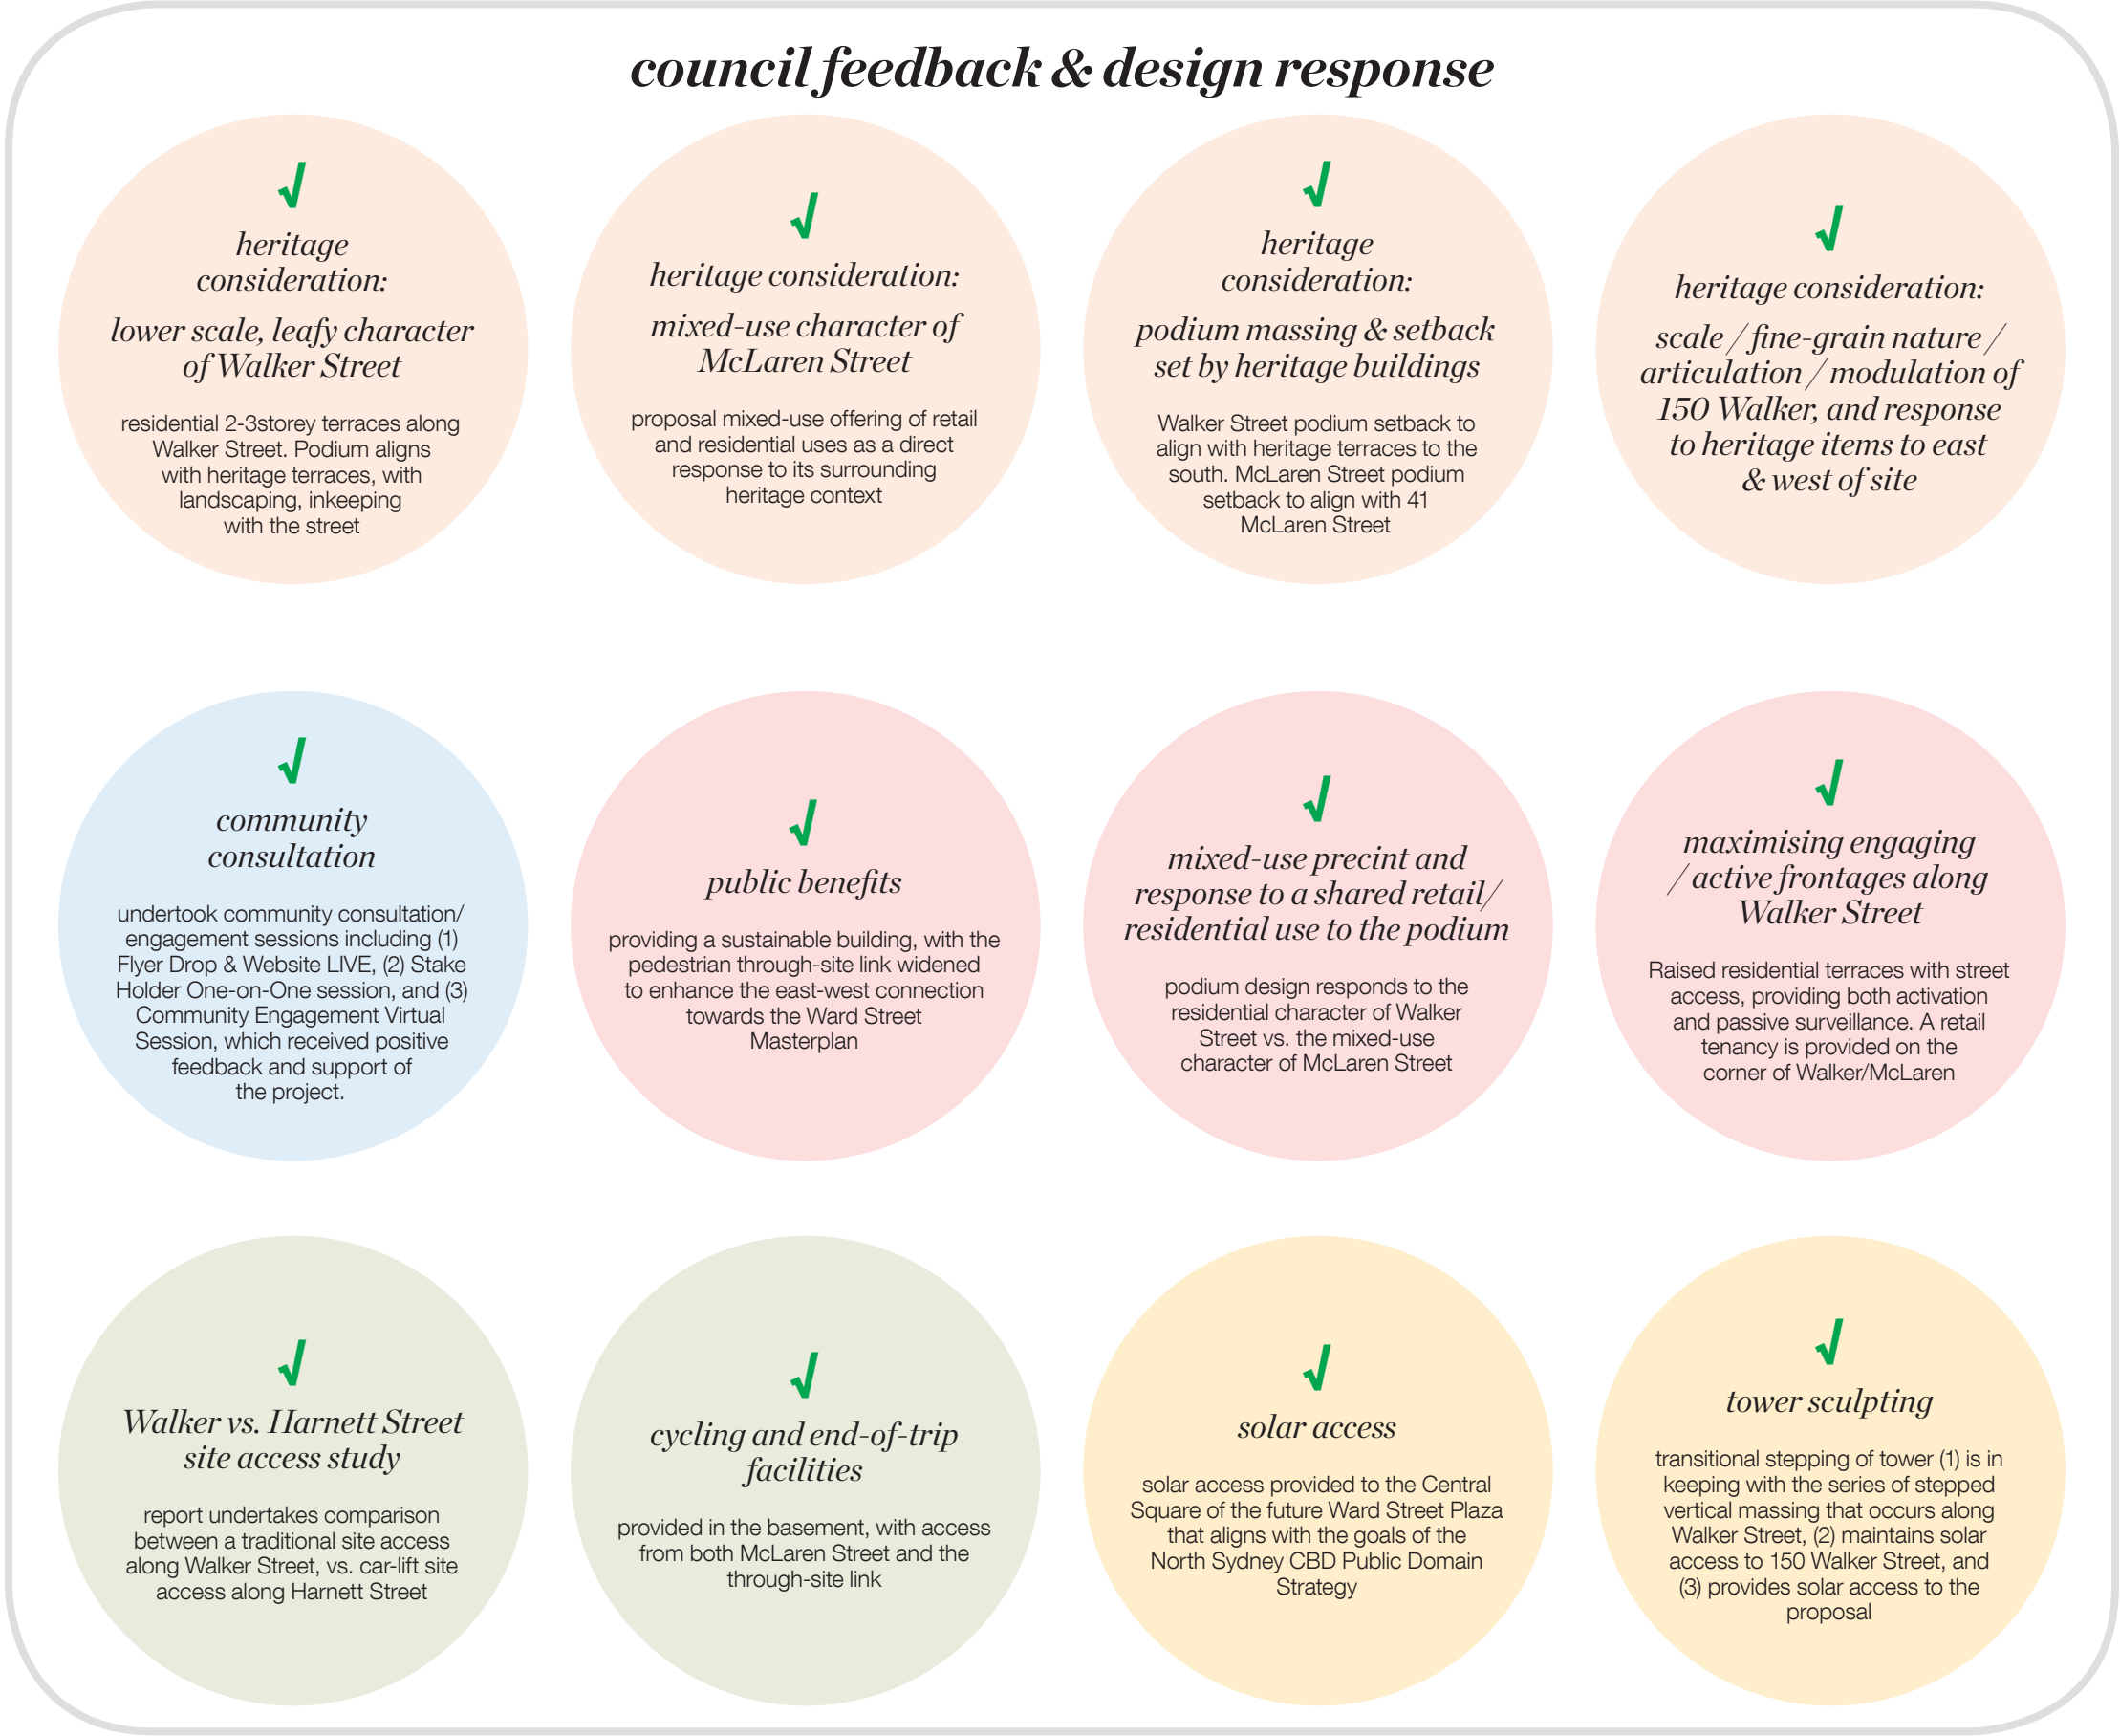 council feedback & design response
heritage
consideration:
lower scale, leafy character
of Walker Street
residential 2-3storey terraces along
Walker Street. Podium aligns
with heritage terraces, with
landscaping, inkeeping
with the street
heritage consideration:
mixed-use character of
McLaren Street
proposal mixed-use offering of retail
and residential uses as a direct
response to its surrounding
heritage context
heritage
consideration:
podium massing & setback
set by heritage buildings
Walker Street podium setback to
align with heritage terraces to the
south. McLaren Street podium
setback to align with 41
McLaren Street
heritage consideration:
scale / fine-grain nature /
articulation / modulation of
150 Walker, and response
to heritage items to east
& west of site
community
consultation
undertook community consultation/
engagement sessions including (1)
Flyer Drop & Website LIVE, (2) Stake
Holder One-on-One session, and (3)
Community Engagement Virtual
Session, which received positive
feedback and support of
the project.
public benefits
providing a sustainable building, with the
pedestrian through-site link widened
to enhance the east-west connection
towards the Ward Street
Masterplan
mixed-use precint and
response to a shared retail/
residential use to the podium
podium design responds to the
residential character of Walker
Street vs. the mixed-use
character of McLaren Street
maximising engaging
/ active frontages along
Walker Street
Raised residential terraces with street
access, providing both activation
and passive surveillance. A retail
tenancy is provided on the
corner of Walker/McLaren
Walker vs. Harnett Street
site access study
report undertakes comparison
between a traditional site access
along Walker Street, vs. car-lift site
access along Harnett Street
cycling and end-of-trip
facilities
provided in the basement, with access
from both McLaren Street and the
through-site link
solar access
solar access provided to the Central
Square of the future Ward Street Plaza
that aligns with the goals of the
North Sydney CBD Public Domain
Strategy
tower sculpting
transitional stepping of tower (1) is in
keeping with the series of stepped
vertical massing that occurs along
Walker Street, (2) maintains solar
access to 150 Walker Street, and
(3) provides solar access to the
proposal